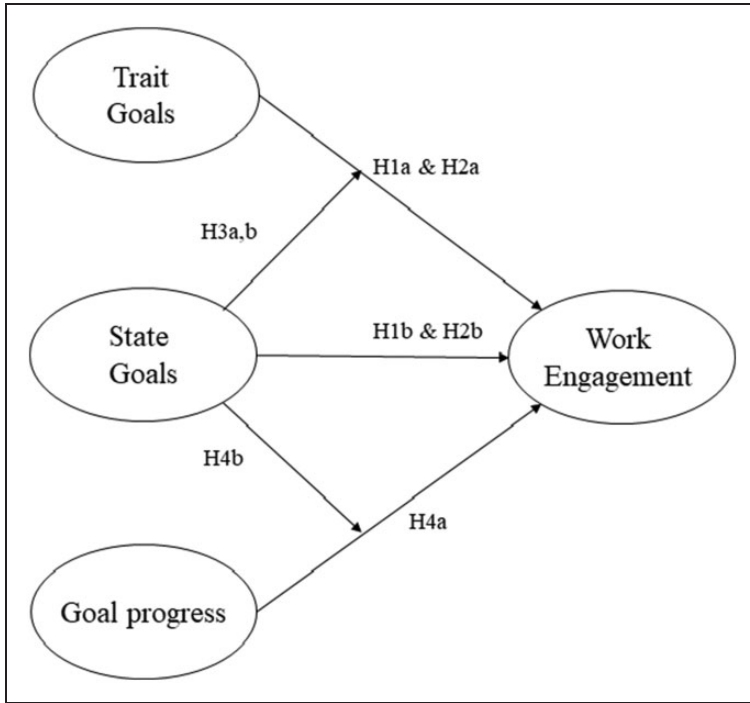 Trait
Goals
H1a & H2a
H3a,b
State
Goals
H1b & H2b
Work
Engagement
H4b
H4a
Goal progress